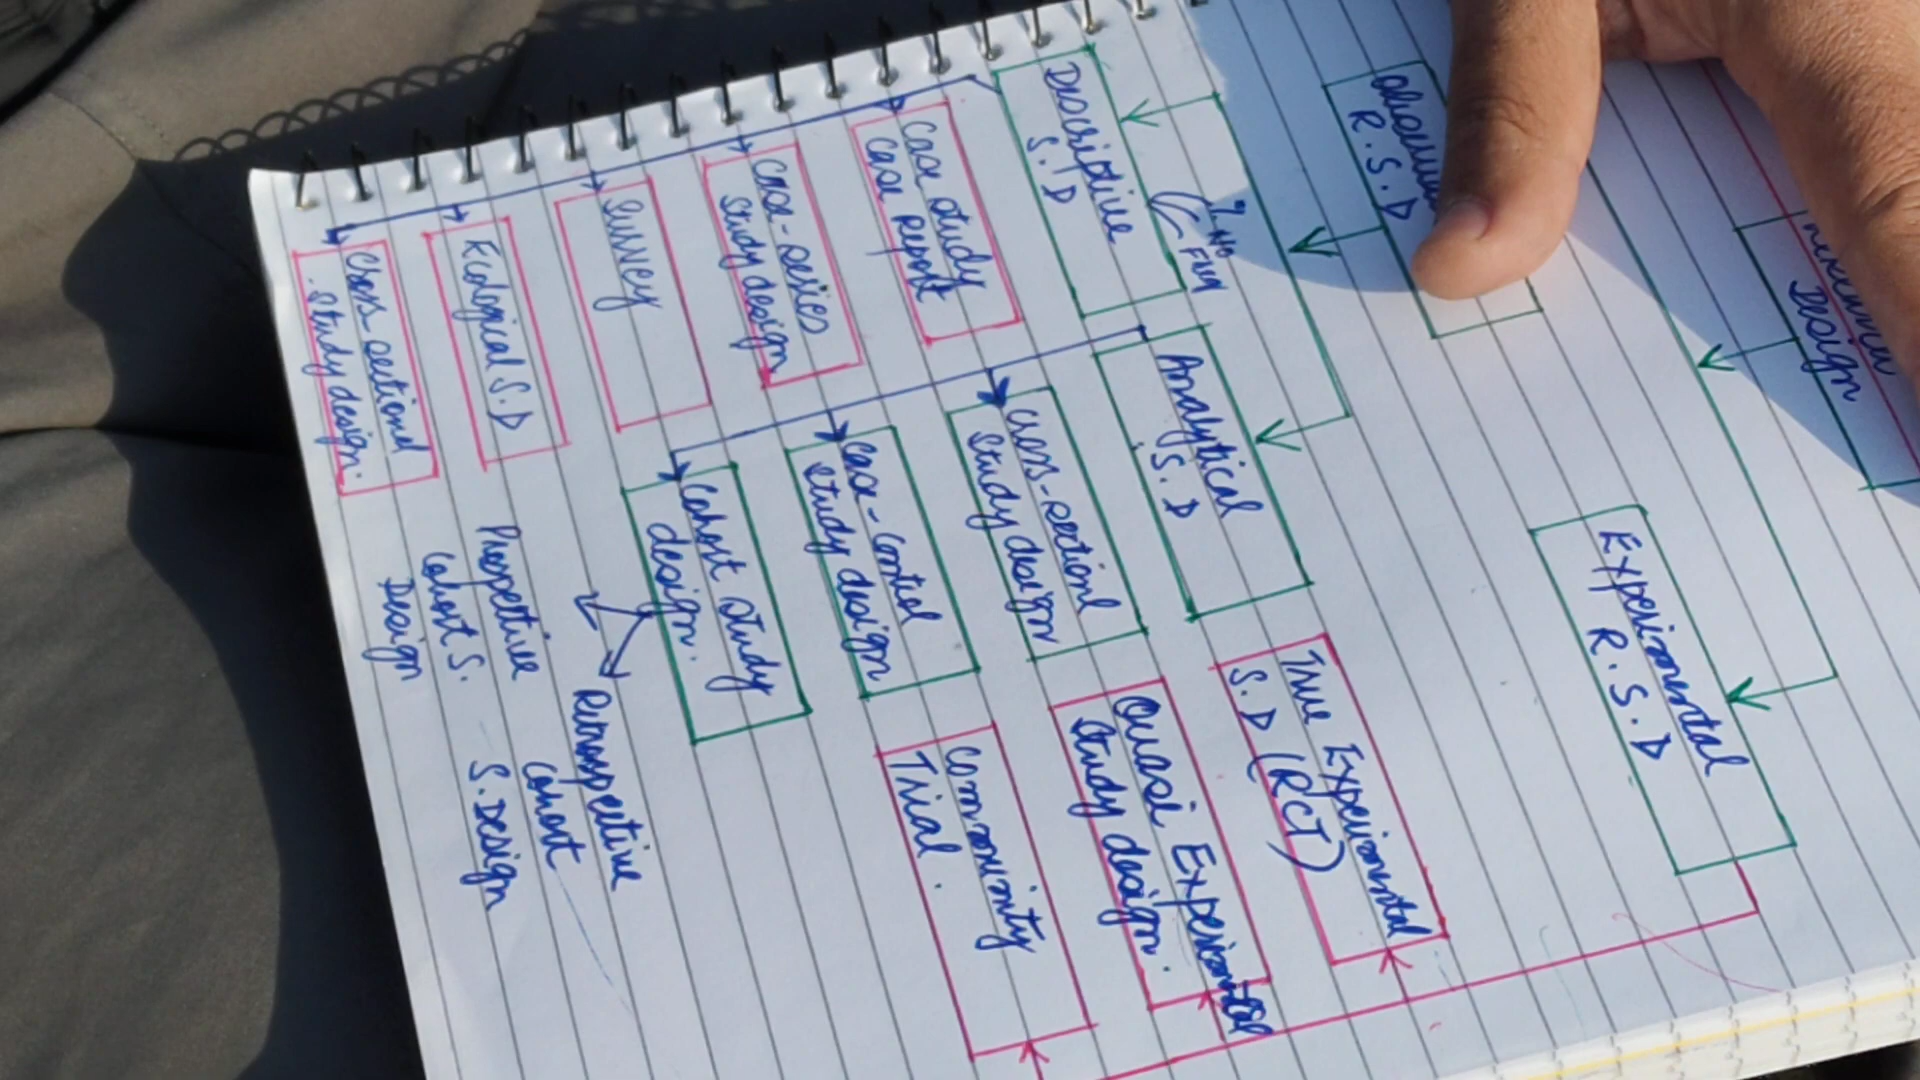 Design
R.S.D
Experimental
R.S.D
Descriptive
S.D
Analytical
S.D
case study
case Report
case-series
study design
survey
Ecological S.D
Cross sectional
study design.
cross-sectional
study design
case-control
study design
cohort study
design.
Prospective
cohort S.
Design
Retrospective
cohort
S. Design
True Experimental
S.D (RCT)
Quasi Experimental
study design.
community
Trial.